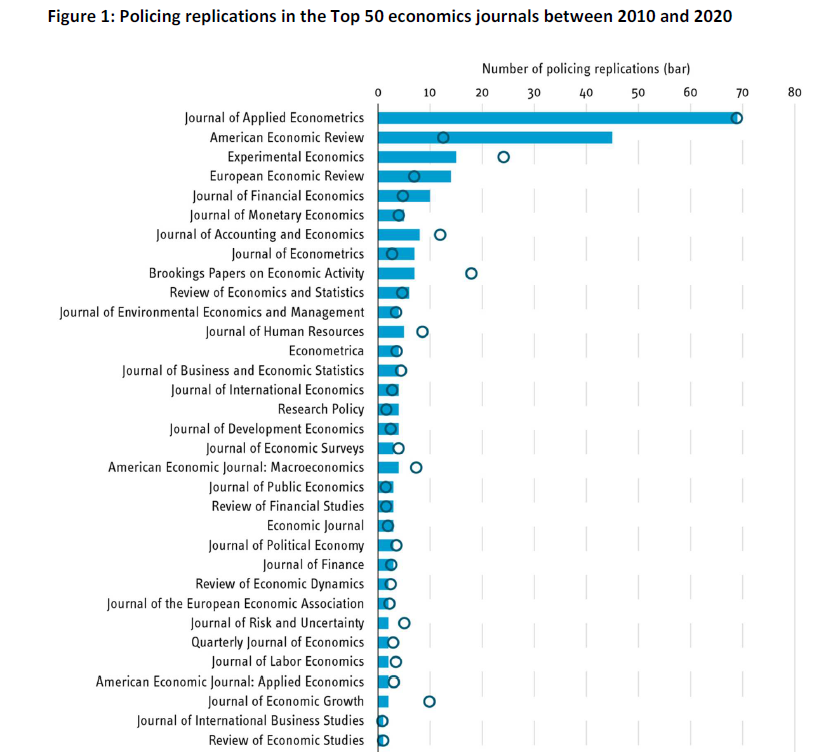 Figure 1: Policing replications in the Top 50 economics journals between 2010 and 2020
Number of policing replications (bar)
0 10 20 30 40 50 60 70 80
Journal of Applied Econometrics
American Economic Review
Experimental Economics
European Economic Review
Journal of Financial Economics
Journal of Monetary Economics
Journal of Accounting and Economics
Journal of Econometrics
Brookings Papers on Economic Activity
Review of Economics and Statistics
Journal of Environmental Economics and Management
Journal of Human Resources
Econometrica
Journal of Business and Economic Statistics
Journal of International Economics
Research Policy
Journal of Development Economics
Journal of Economic Surveys
American Economic Journal: Macroeconomics
Journal of Public Economics
Review of Financial Studies
Economic Journal
Journal of Political Economy
Journal of Finance
Review of Economic Dynamics
Journal of the European Economic Association
Journal of Risk and Uncertainty
Quarterly Journal of Economics
Journal of Labor Economics
American Economic Journal: Applied Economics
Journal of Economic Growth
Journal of International Business Studies
Review of Economic Studies